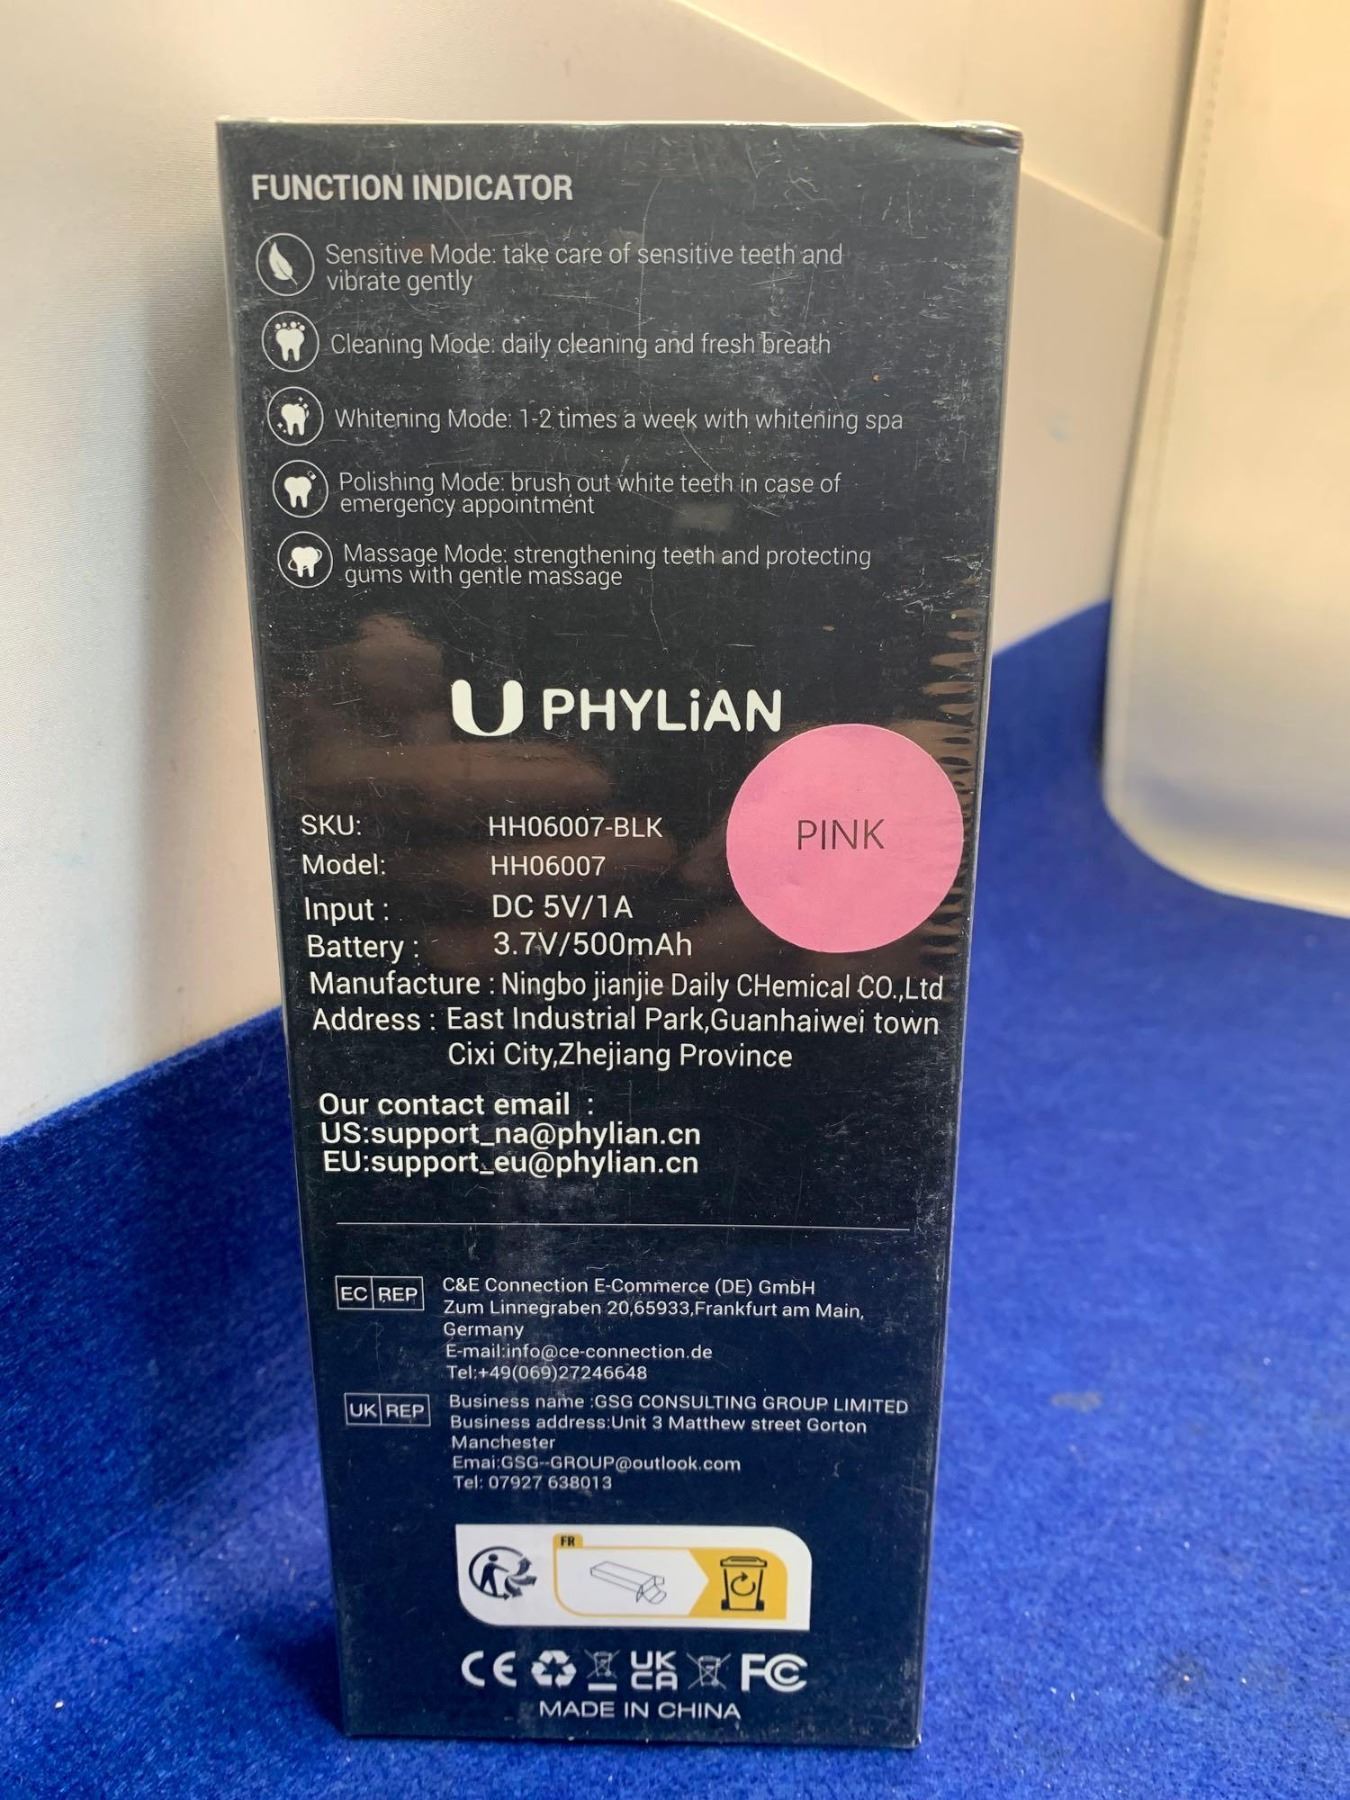 FUNCTION INDICATOR
Sensitive Mode: take care of sensitive teeth and
vibrate gently
Cleaning Mode: daily cleaning and fresh breath
Whitening Mode: 1-2 times a week with whitening spa
Polishing Mode: brush out white teeth in case of
emergency appointment
Massage Mode: strengthening teeth and protecting
gums with gentle massage
U PHYLiAN
PINK
SKU: HH06007-BLK
Model: HH06007
Input : DC 5V/1A
Battery : 3.7V/500mAh
Manufacture : Ningbo jianjie Daily CHemical CO.,Ltd
Address : East Industrial Park,Guanhaiwei town
Cixi City,Zhejiang Province
Our contact email :
US:support_na@phylian.cn
EU:support_eu@phylian.cn
EC REP
C&E Connection E-Commerce (DE) GmbH
Zum Linnegraben 20,65933,Frankfurt am Main,
Germany
E-mail:info@ce-connection.de
Tel:+49(069)27246648
UK REP
Business name :GSG CONSULTING GROUP LIMITED
Business address:Unit 3 Matthew street Gorton
Manchester
Emai:GSG--GROUP@outlook.com
Tel: 07927 638013
FR
CE UK CA FC
MADE IN CHINA